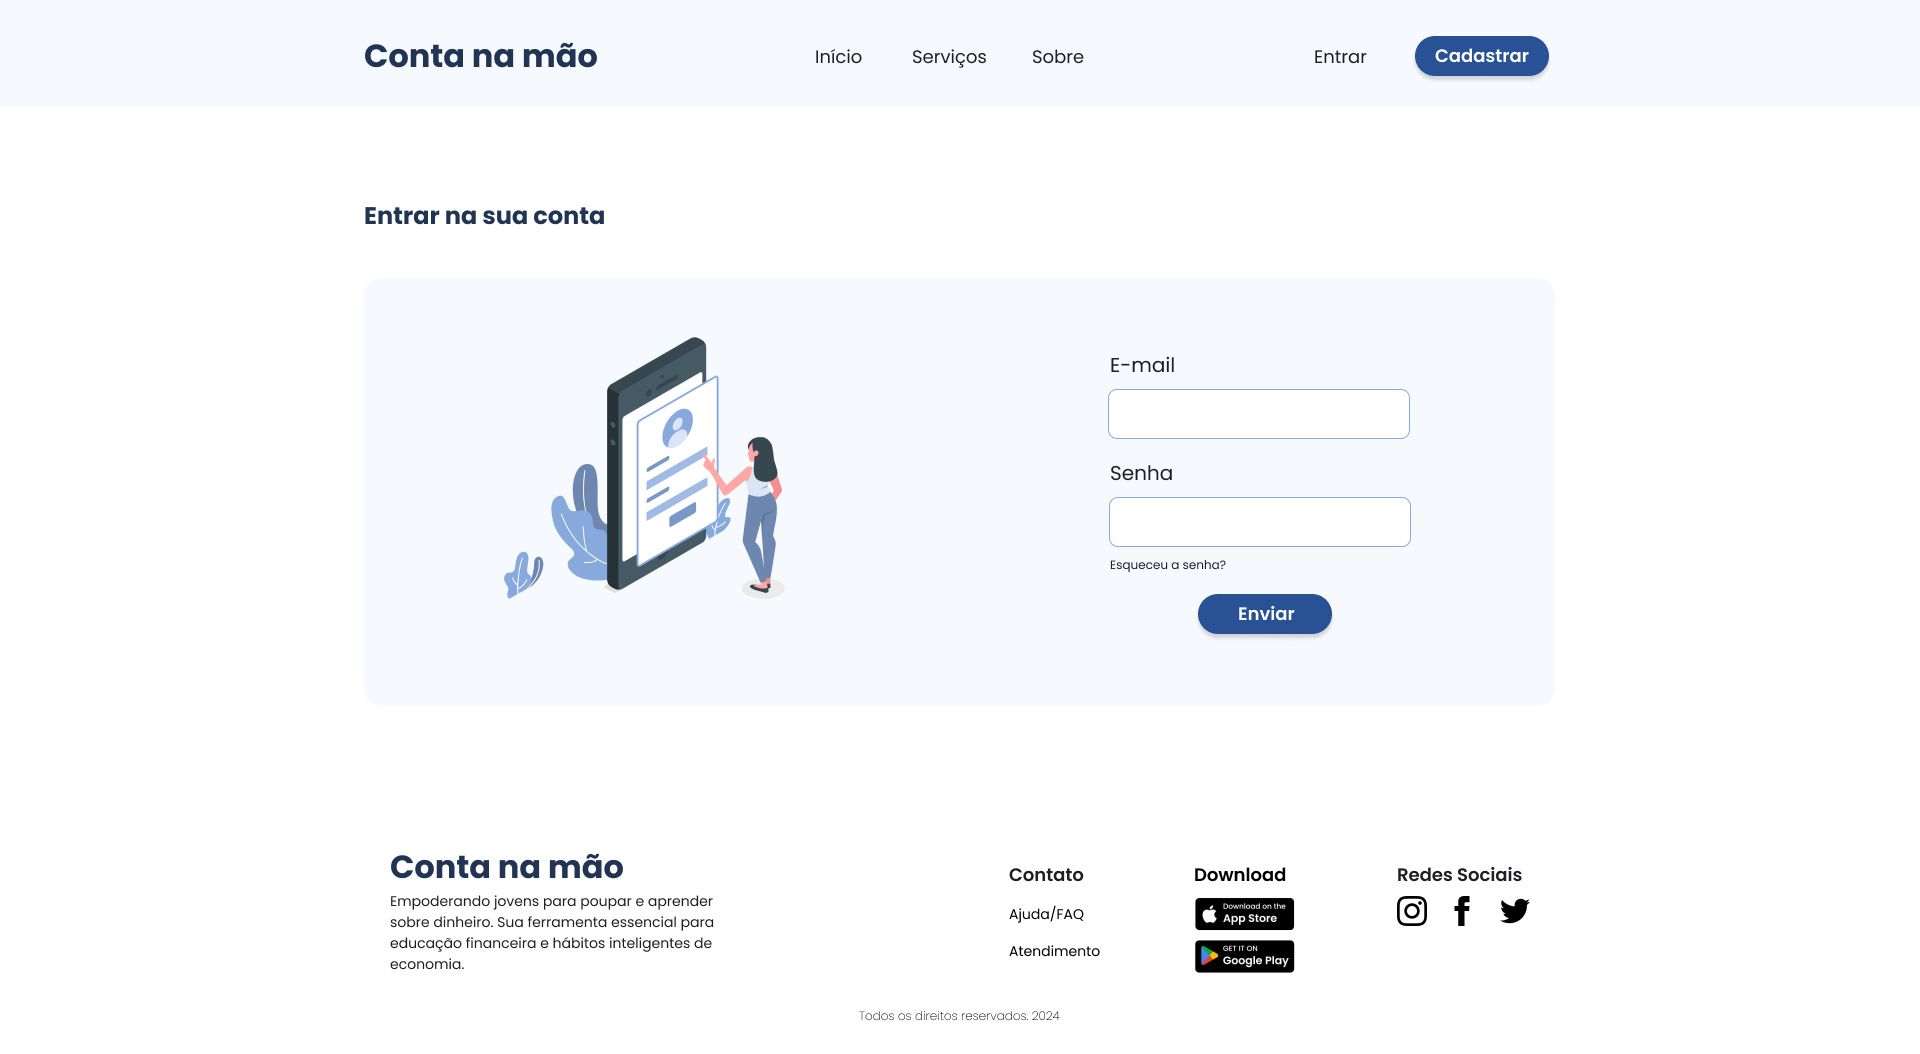 Conta na mão
Início
Serviços
Sobre
Entrar
Cadastrar
Entrar na sua conta
E-mail
Senha
Esqueceu a senha?
Enviar
Conta na mão
Empoderando jovens para poupar e aprender
sobre dinheiro. Sua ferramenta essencial para
educação financeira e hábitos inteligentes de
economia.
Contato
Ajuda/FAQ
Atendimento
Download
Download on the
App Store
GET IT ON
Google Play
Redes Sociais
Todos os direitos reservados. 2024